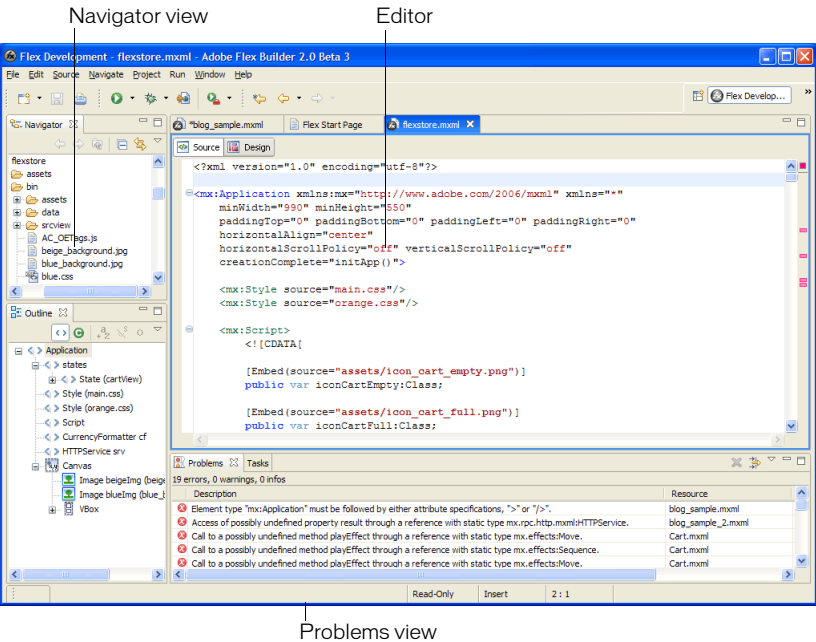 Navigator view
Editor
Flex Development - flexstore.mxml - Adobe Flex Builder 2.0 Beta 3
File Edit Source Navigate Project Run Window Help
Flex Develop...
»
Navigator
flexstore
assets
bin
assets
data
srcview
AC_OETags.js
beige_background.jpg
blue_background.jpg
blue.css
*blog_sample.mxml
Flex Start Page
flexstore.mxml
Source
Design
<?xml version="1.0" encoding="utf-8"?>
<mx:Application xmlns:mx="http://www.adobe.com/2006/mxml" xmlns="*"
minWidth="990" minHeight="550"
paddingTop="0" paddingBottom="0" paddingLeft="0" paddingRight="0"
horizontalAlign="center"
horizontalScrollPolicy="off" verticalScrollPolicy="off"
creationComplete="initApp()">
<mx:Style source="main.css"/>
<mx:Style source="orange.css"/>
<mx:Script>
<![CDATA[
[Embed(source="assets/icon_cart_empty.png")]
public var iconCartEmpty:Class;
[Embed(source="assets/icon_cart_full.png")]
public var iconCartFull:Class;
Outline
Application
states
State (cartView)
Style (main.css)
Style (orange.css)
Script
CurrencyFormatter cf
HTTPService srv
Canvas
Image beigeImg (beige
Image blueImg (blue_b
VBox
Problems
Tasks
19 errors, 0 warnings, 0 infos
Description Resource
Element type "mx:Application" must be followed by either attribute specifications, ">" or "/>". blog_sample.mxml
Access of possibly undefined property result through a reference with static type mx.rpc.http.mxml:HTTPService. blog_sample_2.mxml
Call to a possibly undefined method playEffect through a reference with static type mx.effects:Move. Cart.mxml
Call to a possibly undefined method playEffect through a reference with static type mx.effects:Sequence. Cart.mxml
Call to a possibly undefined method playEffect through a reference with static type mx.effects:Move. Cart.mxml
Read-Only Insert 2 : 1
Problems view